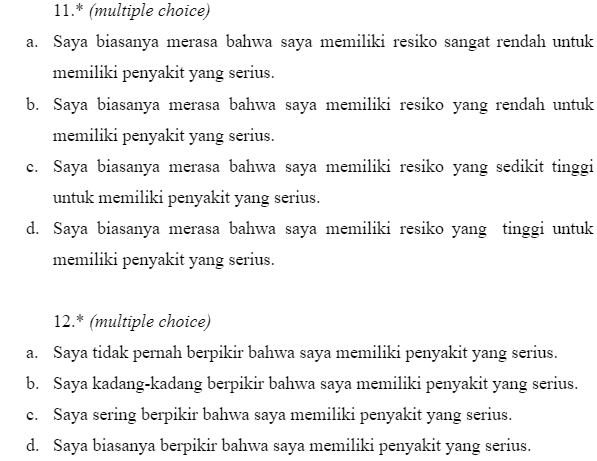 11.* (multiple choice)
a. Saya biasanya merasa bahwa saya memiliki resiko sangat rendah untuk
memiliki penyakit yang serius.
b. Saya biasanya merasa bahwa saya memiliki resiko yang rendah untuk
memiliki penyakit yang serius.
c. Saya biasanya merasa bahwa saya memiliki resiko yang sedikit tinggi
untuk memiliki penyakit yang serius.
d. Saya biasanya merasa bahwa saya memiliki resiko yang tinggi untuk
memiliki penyakit yang serius.
12.* (multiple choice)
a. Saya tidak pernah berpikir bahwa saya memiliki penyakit yang serius.
b. Saya kadang-kadang berpikir bahwa saya memiliki penyakit yang serius.
c. Saya sering berpikir bahwa saya memiliki penyakit yang serius.
d. Saya biasanya berpikir bahwa saya memiliki penyakit yang serius.